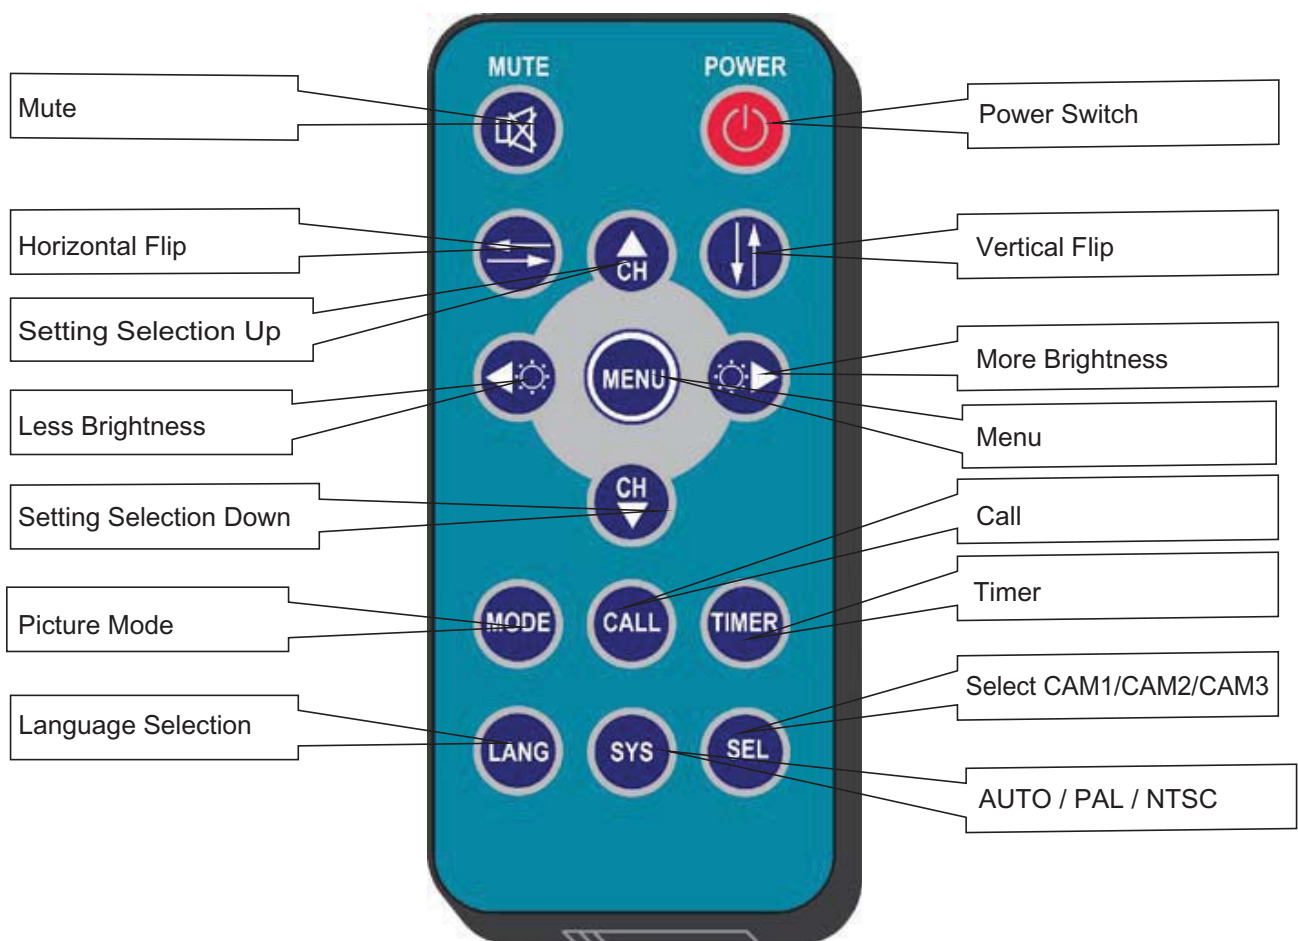 MUTE
POWER
Mute
Power Switch
Horizontal Flip
CH
Vertical Flip
Setting Selection Up
MENU
More Brightness
Less Brightness
Menu
CH
Setting Selection Down
Call
Picture Mode
MODE
CALL
TIMER
Timer
Select CAM1/CAM2/CAM3
Language Selection
LANG
SYS
SEL
AUTO / PAL / NTSC